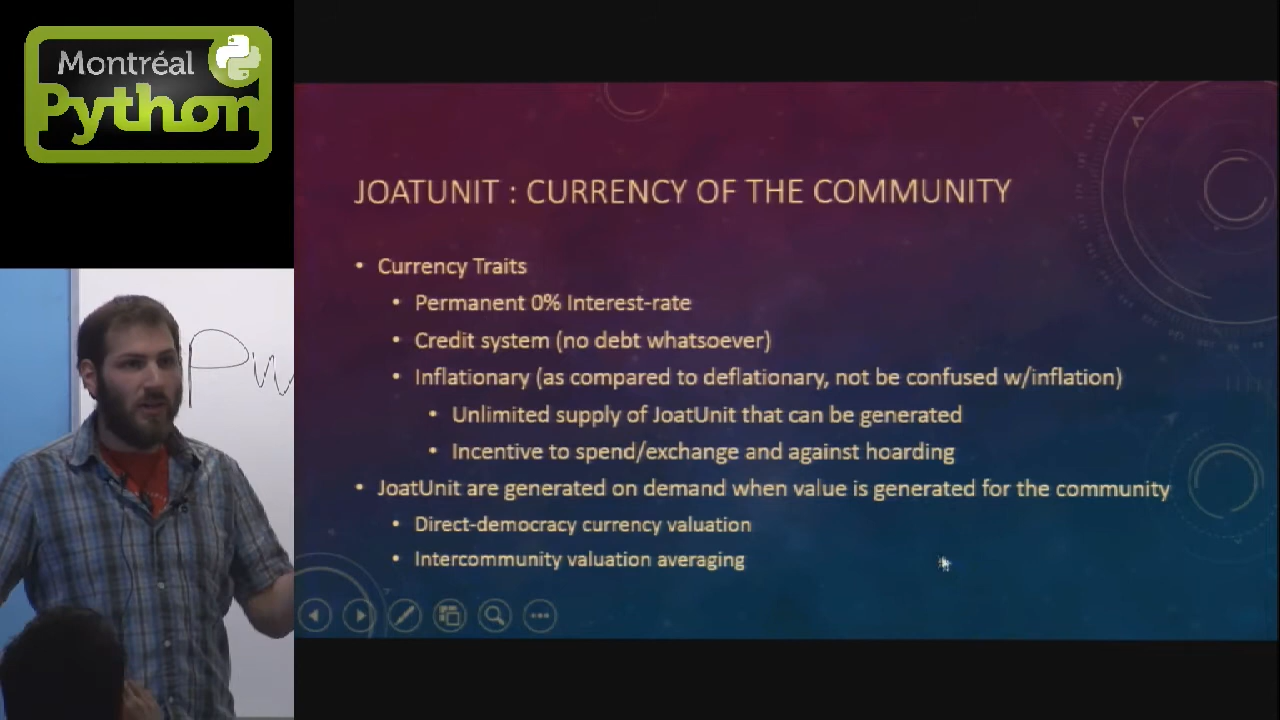 Montréal
Python
JOATUNIT : CURRENCY OF THE COMMUNITY
• Currency Traits
• Permanent 0% Interest-rate
• Credit system (no debt whatsoever)
• Inflationary (as compared to deflationary, not be confused w/inflation)
• Unlimited supply of JoatUnit that can be generated
• Incentive to spend/exchange and against hoarding
• JoatUnit are generated on demand when value is generated for the community
• Direct-democracy currency valuation
• Intercommunity valuation averaging